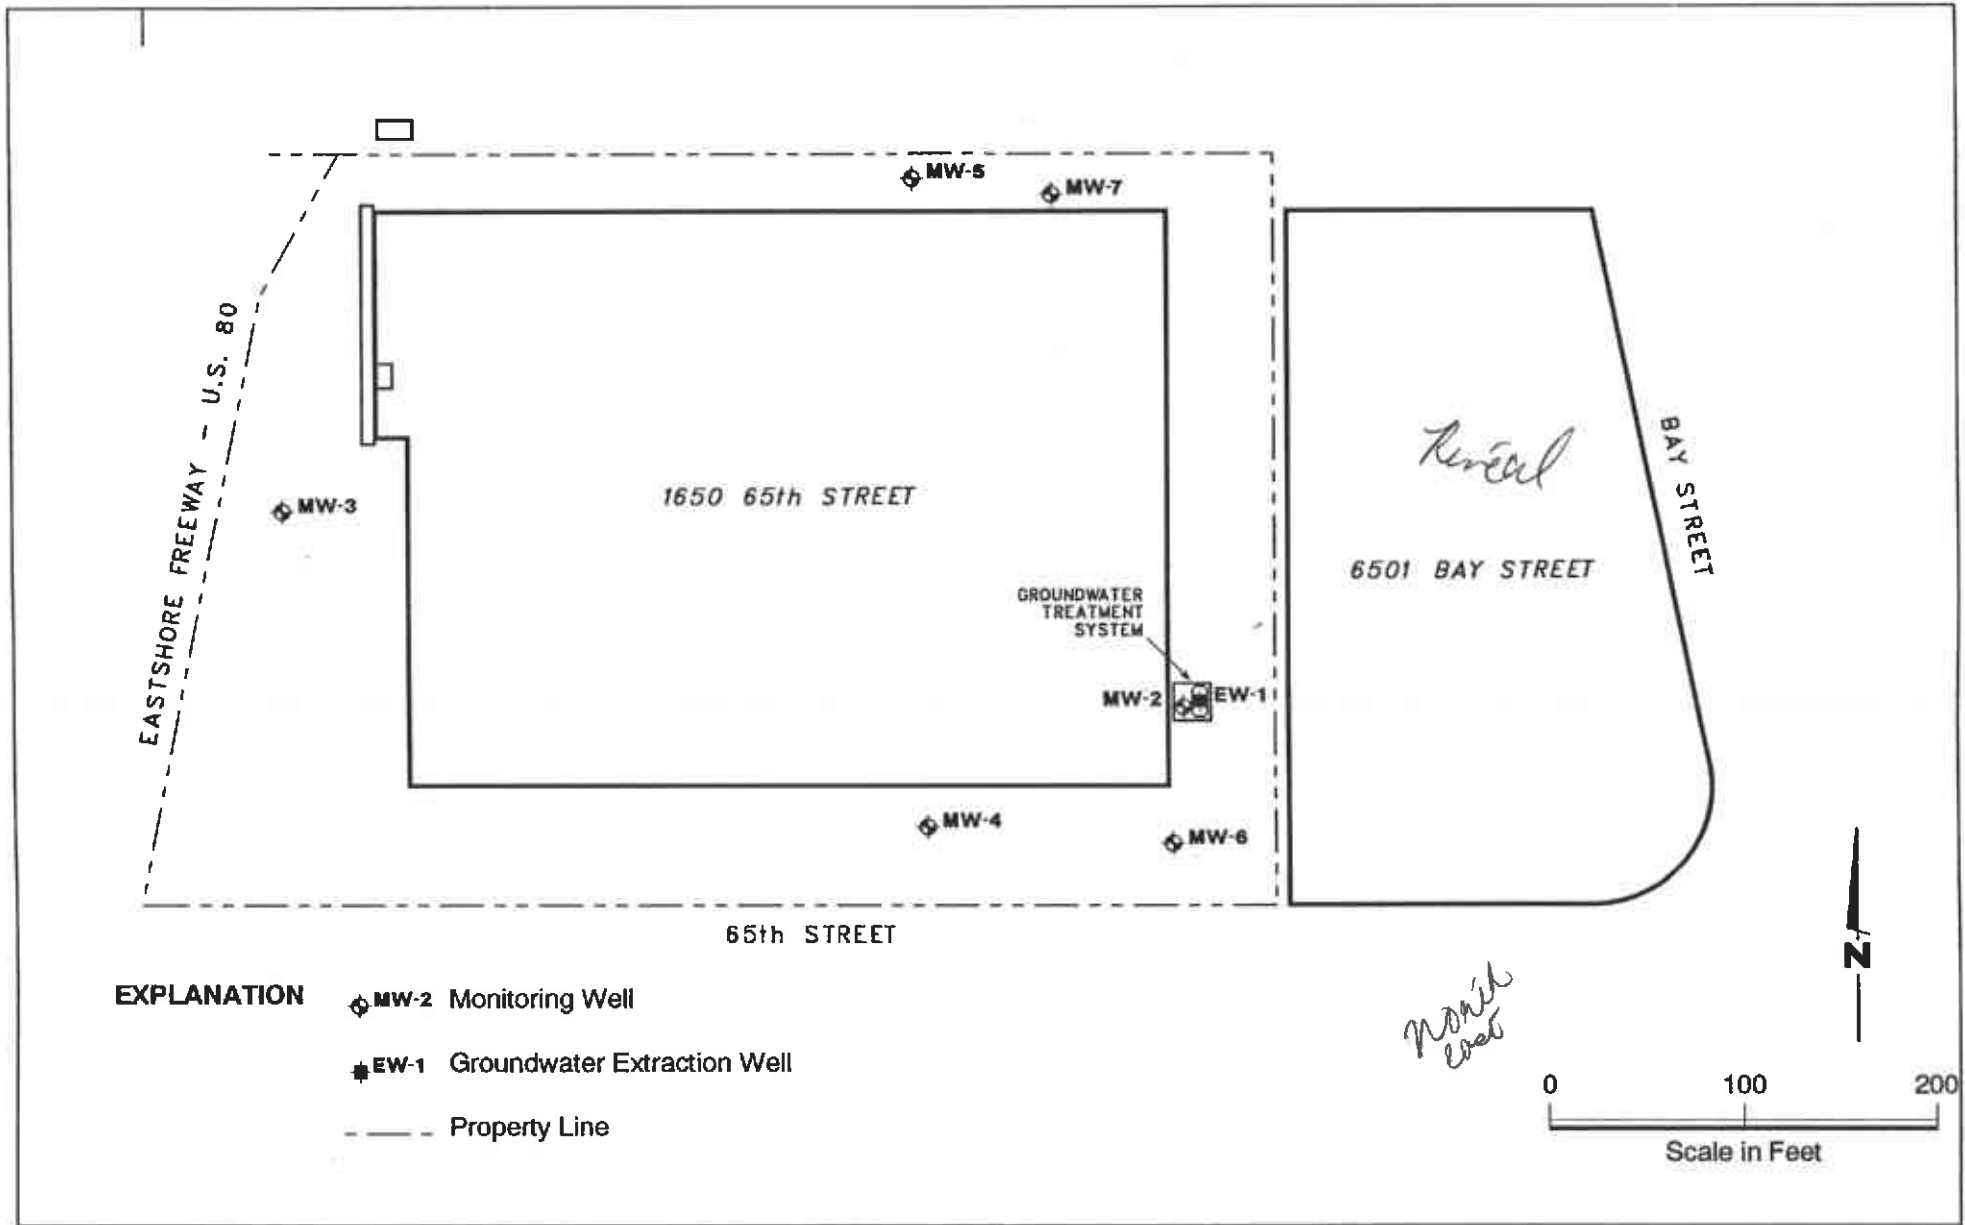 MW-5
MW-7
EASTSHORE FREEWAY - U.S. 80
MW-3
1650 65th STREET
BAY STREET
6501 BAY STREET
GROUNDWATER
TREATMENT
SYSTEM
MW-2
EW-1
MW-4
MW-6
65th STREET
EXPLANATION
MW-2 Monitoring Well
EW-1 Groundwater Extraction Well
Property Line
North
East
N
0 100 200
Scale in Feet